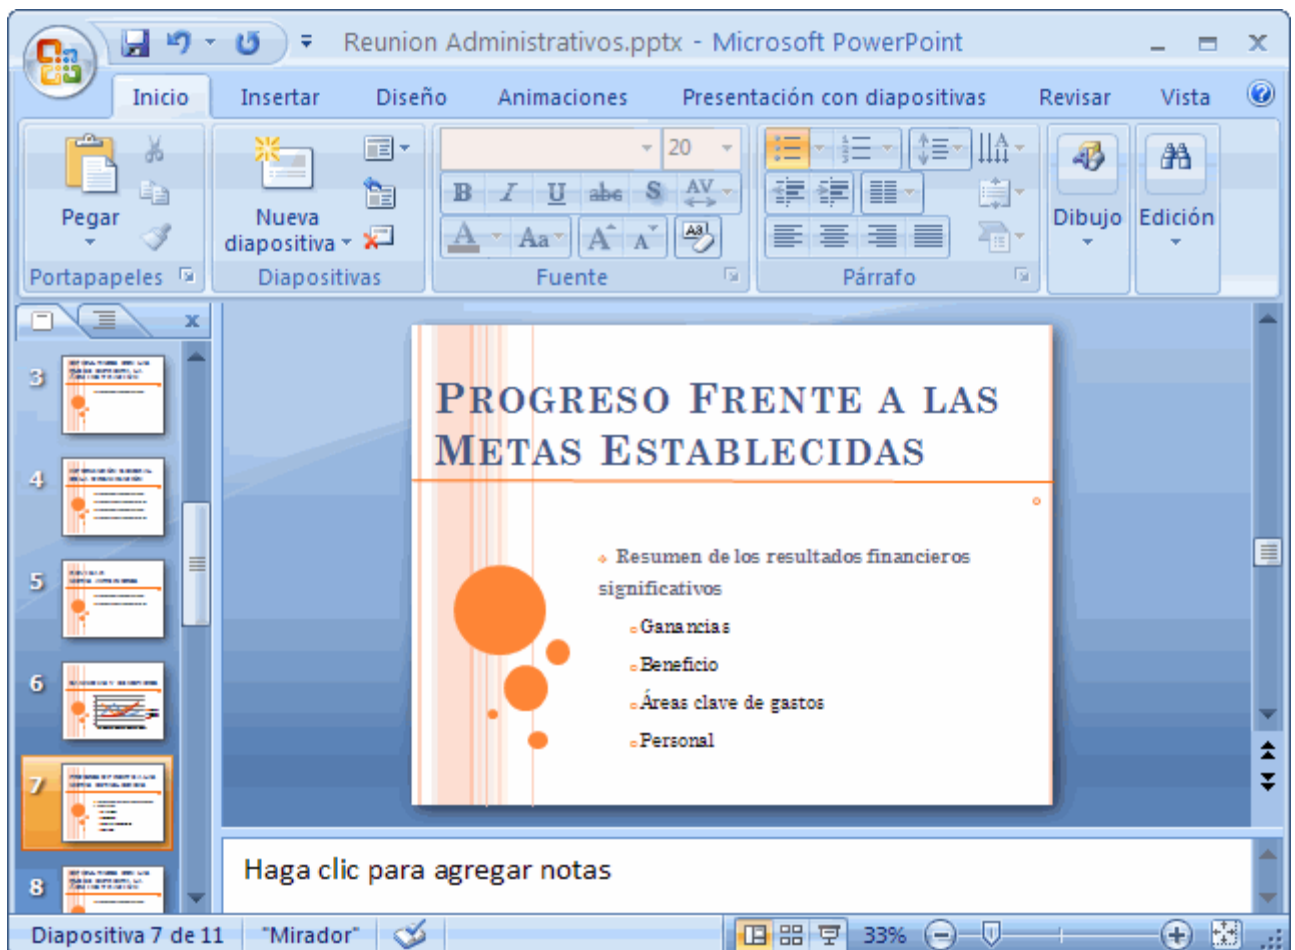 Reunion Administrativos.pptx - Microsoft PowerPoint
Inicio Insertar Diseño Animaciones Presentación con diapositivas Revisar Vista
20
Pegar
Nueva
diapositiva
B I U abc S AV
A Aa A A
Dibujo Edición
Portapapeles Diapositivas Fuente Párrafo
3
4
5
6
7
8
PROGRESO FRENTE A LAS
METAS ESTABLECIDAS
Resumen de los resultados financieros
significativos
Ganancias
Beneficio
Áreas clave de gastos
Personal
Haga clic para agregar notas
Diapositiva 7 de 11 "Mirador" 33%